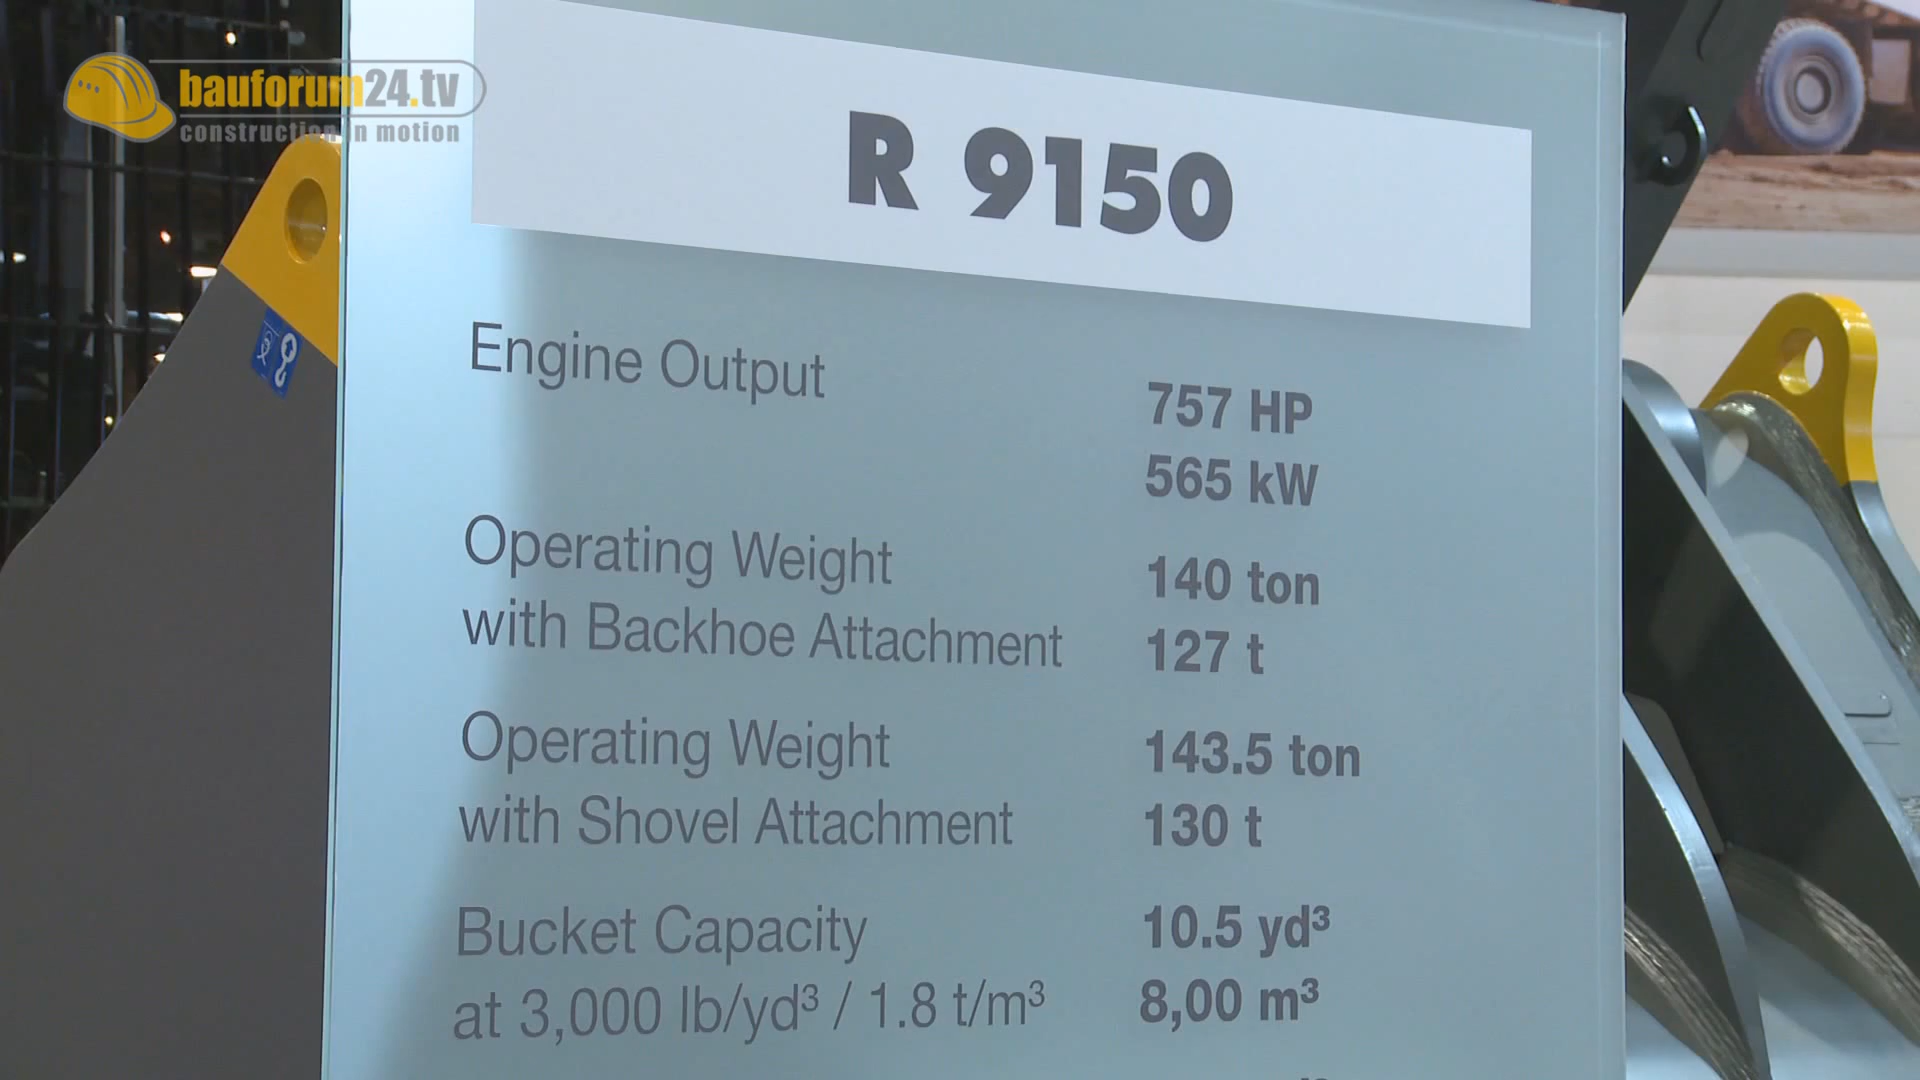 bauforum24.tv
construction in motion
R 9150
Engine Output
757 HP
565 kW
Operating Weight
with Backhoe Attachment
140 ton
127 t
Operating Weight
with Shovel Attachment
143.5 ton
130 t
Bucket Capacity
at 3,000 lb/yd³ / 1.8 t/m³
10.5 yd³
8,00 m³